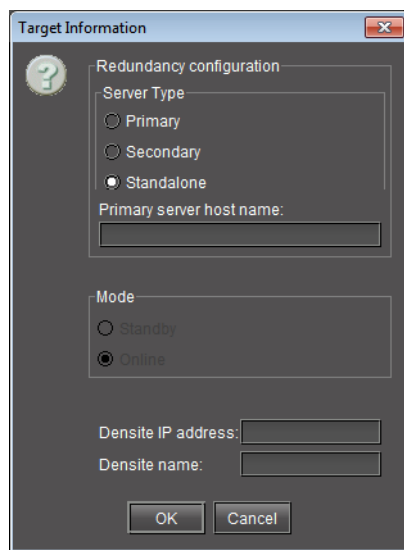 Target Information
Redundancy configuration
Server Type
Primary
Secondary
Standalone
Primary server host name:
Mode
Standby
Online
Densite IP address:
Densite name:
OK
Cancel